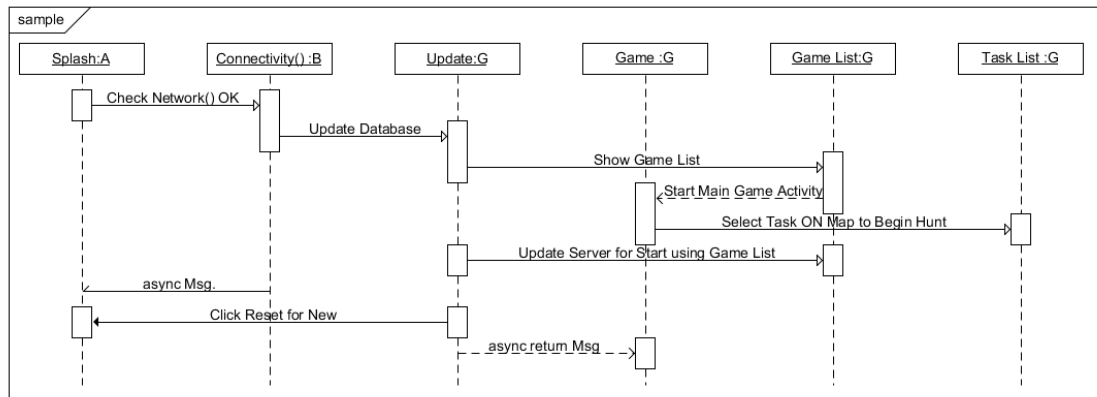 sample
Splash:A
Connectivity() :B
Update:G
Game :G
Game List:G
Task List :G
Check Network() OK
Update Database
Show Game List
Start Main Game Activity
Select Task ON Map to Begin Hunt
Update Server for Start using Game List
async Msg.
Click Reset for New
async return Msg